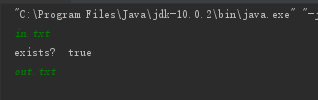 "C:\Program Files\Java\jdk-10.0.2\bin\java.exe" "-j
in.txt
exists?  true
out.txt